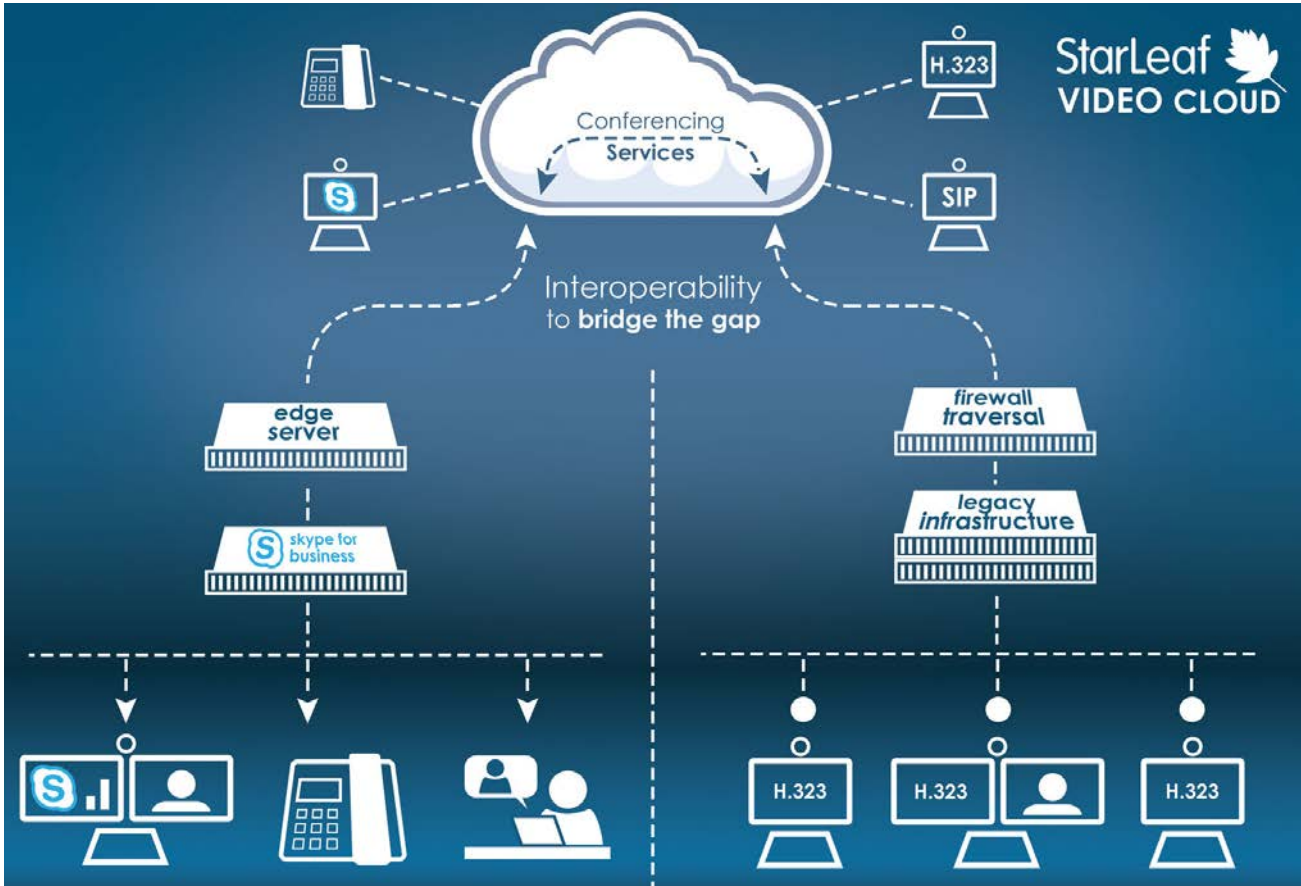 H.323
StarLeaf
VIDEO CLOUD
Conferencing
Services
S
SIP
Interoperability
to bridge the gap
edge
server
firewall
traversal
S skype for
business
legacy
infrastructure
S
H.323
H.323
H.323